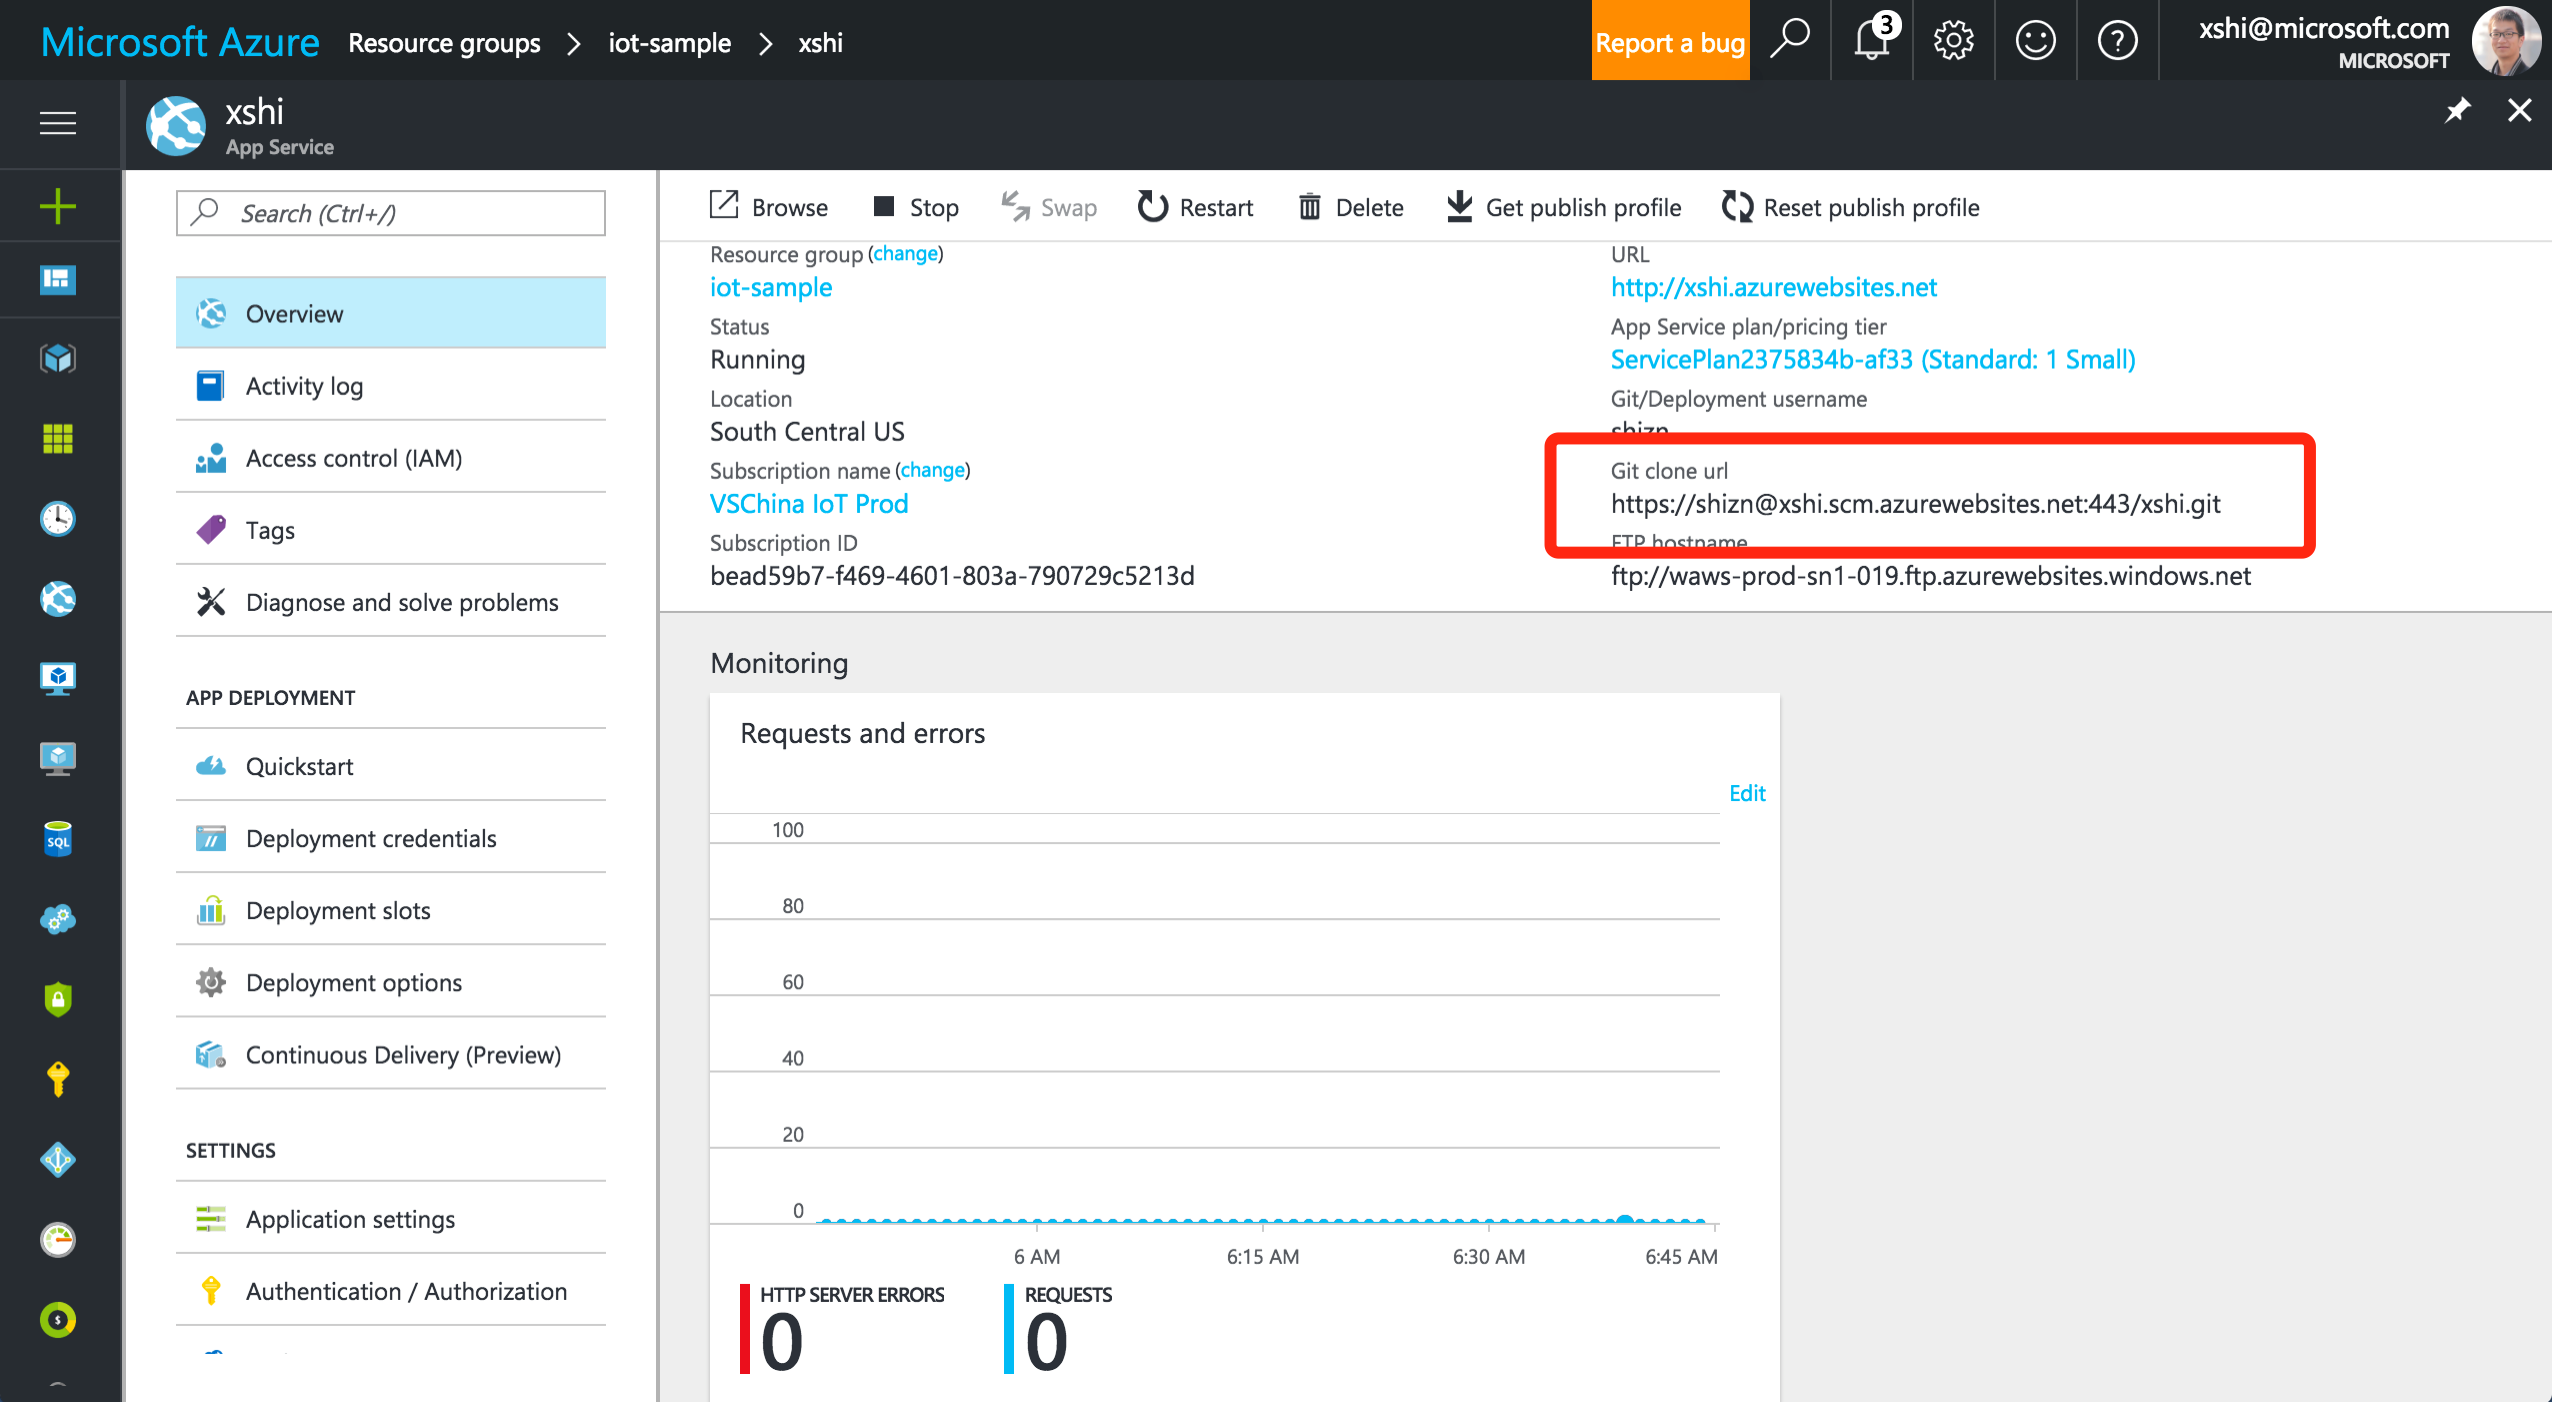 Microsoft Azure Resource groups > iot-sample > xshi
Report a bug
3
xshi@microsoft.com
MICROSOFT
xshi
App Service
Search (Ctrl+/)
Overview
Activity log
Access control (IAM)
Tags
Diagnose and solve problems
APP DEPLOYMENT
Quickstart
Deployment credentials
Deployment slots
Deployment options
Continuous Delivery (Preview)
SETTINGS
Application settings
Authentication / Authorization
SQL
Browse Stop Swap Restart Delete Get publish profile Reset publish profile
Resource group (change)
iot-sample
Status
Running
Location
South Central US
Subscription name (change)
VSChina IoT Prod
Subscription ID
bead59b7-f469-4601-803a-790729c5213d
URL
http://xshi.azurewebsites.net
App Service plan/pricing tier
ServicePlan2375834b-af33 (Standard: 1 Small)
Git/Deployment username
shizn
Git clone url
https://shizn@xshi.scm.azurewebsites.net:443/xshi.git
FTP hostname
ftp://waws-prod-sn1-019.ftp.azurewebsites.windows.net
Monitoring
Requests and errors
Edit
100
80
60
40
20
0
6 AM 6:15 AM 6:30 AM 6:45 AM
HTTP SERVER ERRORS
0
REQUESTS
0